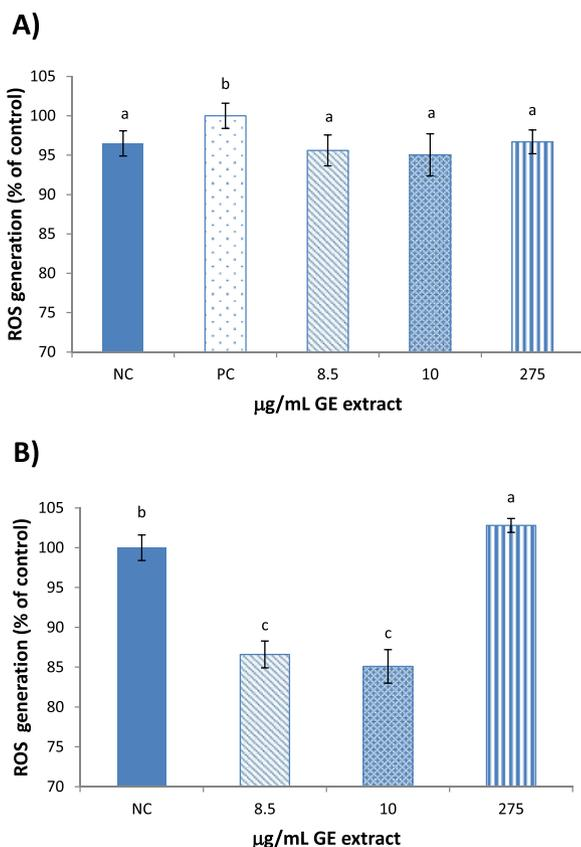 A)
ROS generation (% of control)
105
100
95
90
85
80
75
70
a
b
a
a
a
NC PC 8.5 10 275
µg/mL GE extract
B)
ROS generation (% of control)
105
100
95
90
85
80
75
70
b
c
c
a
NC 8.5 10 275
µg/mL GE extract